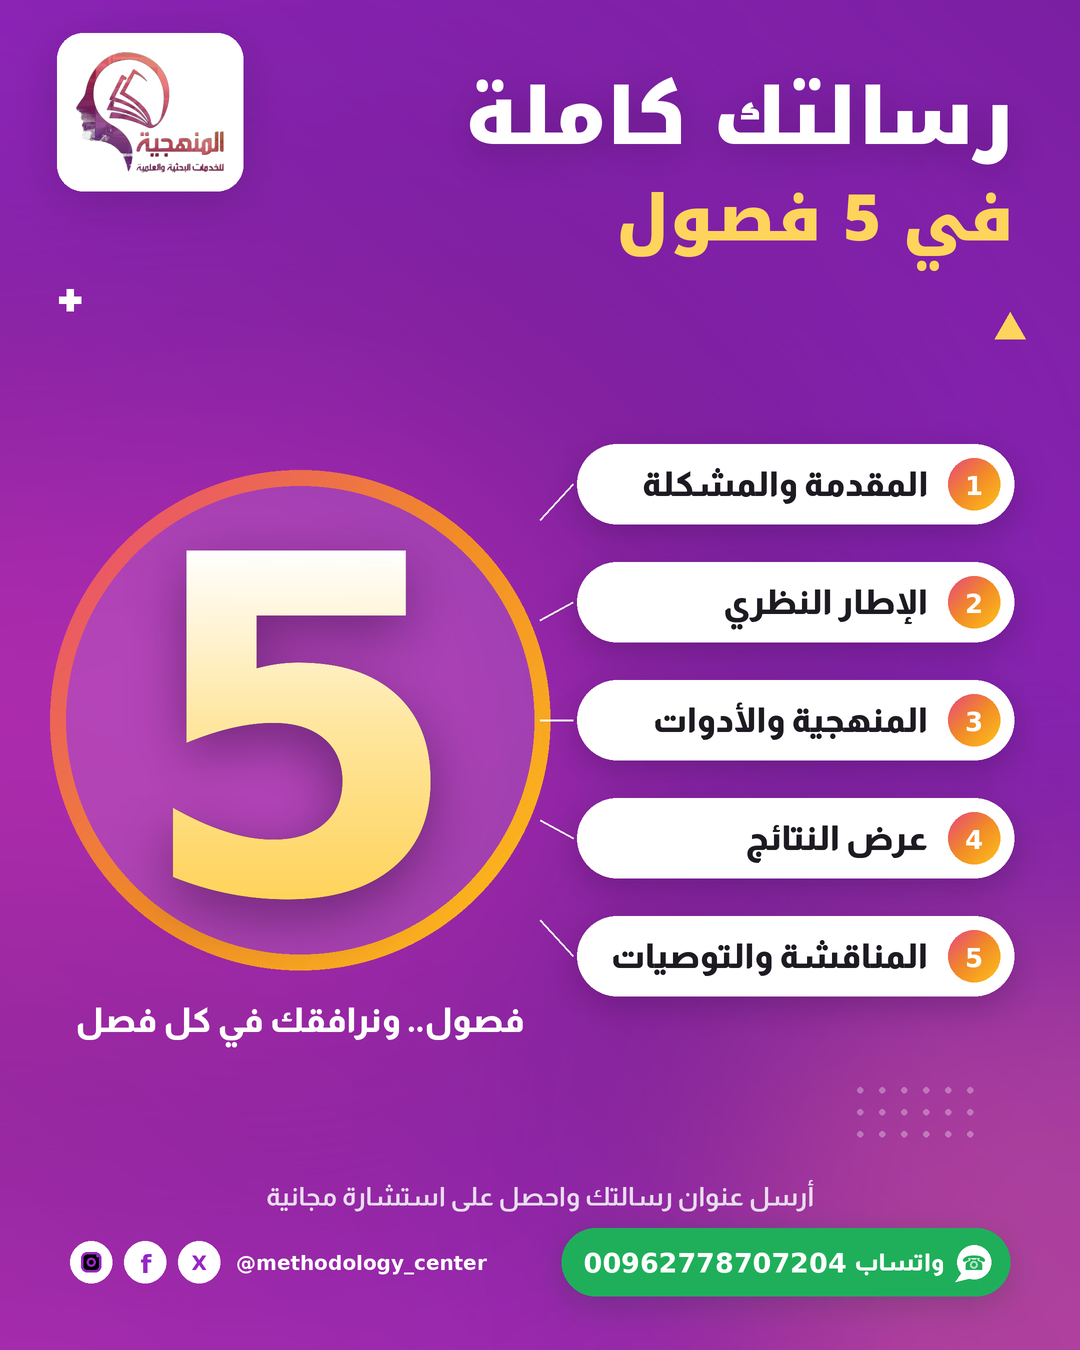 المنهجية
للخدمات البحثية والعلمية
رسالتك كاملة
في 5 فصول
1 المقدمة والمشكلة
2 الإطار النظري
3 المنهجية والأدوات
4 عرض النتائج
5 المناقشة والتوصيات
5
فصول.. ونرافقك في كل فصل
أرسل عنوان رسالتك واحصل على استشارة مجانية
واتساب 00962778707204
@methodology_center